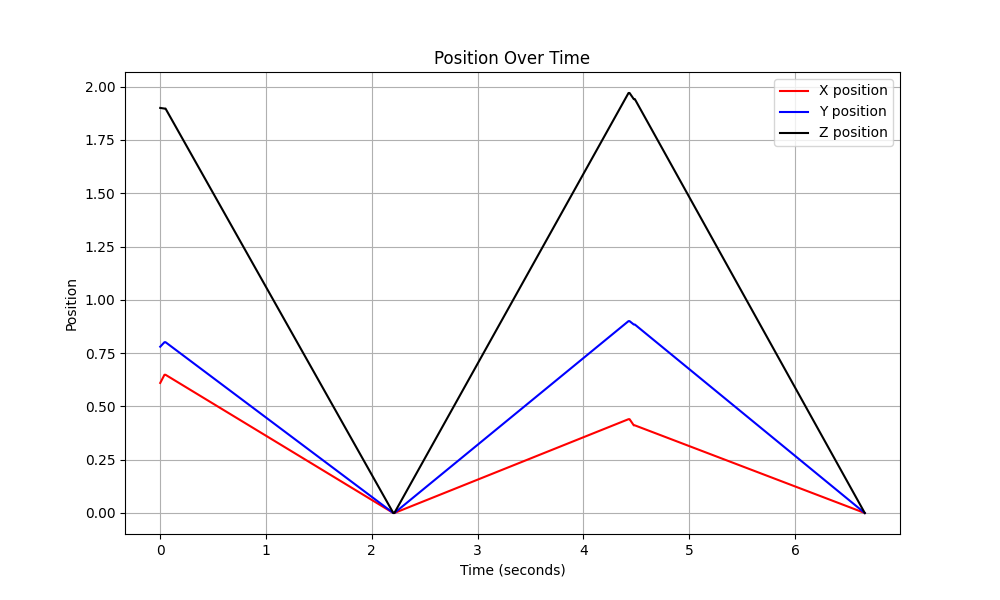 Position Over Time
X position
Y position
Z position
Position
2.00
1.75
1.50
1.25
1.00
0.75
0.50
0.25
0.00
0 1 2 3 4 5 6
Time (seconds)